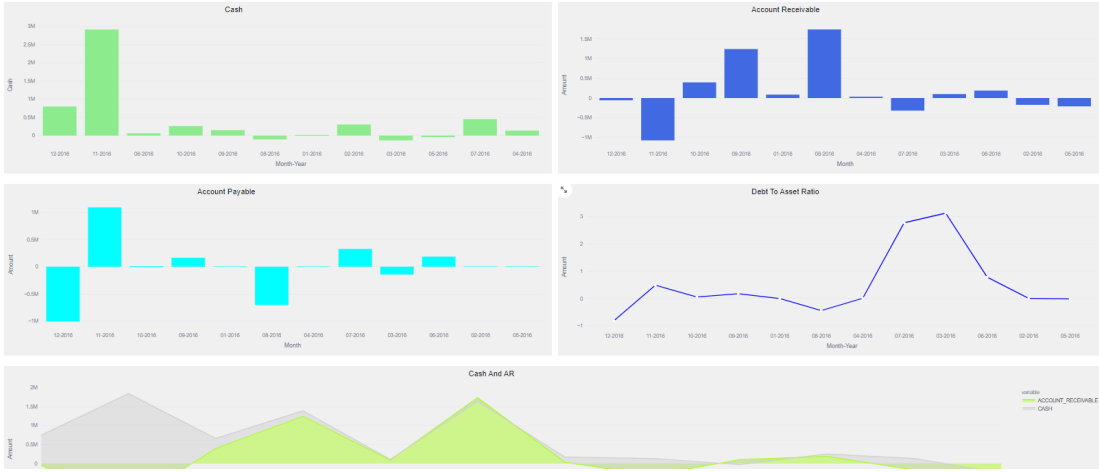 Cash
3M
2.5M
2M
1.5M
1M
0.5M
0
Cash
12-2016
11-2016
10-2016
09-2016
08-2016
01-2016
02-2016
03-2016
05-2016
07-2016
04-2016
Month-Year
Account Receivable
1.5M
1M
0.5M
0
−0.5M
−1M
Amount
12-2016
11-2016
10-2016
09-2016
01-2016
08-2016
04-2016
07-2016
03-2016
06-2016
02-2016
05-2016
Month
Account Payable
1M
0.5M
0
−0.5M
−1M
Amount
12-2016
11-2016
10-2016
09-2016
01-2016
08-2016
04-2016
07-2016
03-2016
06-2016
02-2016
05-2016
Month
Debt To Asset Ratio
3
2
1
0
−1
Amount
12-2016
11-2016
10-2016
09-2016
01-2016
08-2016
04-2016
07-2016
03-2016
06-2016
02-2016
05-2016
Month-Year
Cash And AR
2M
1.5M
1M
0.5M
0
Amount
variable
ACCOUNT_RECEIVABLE
CASH